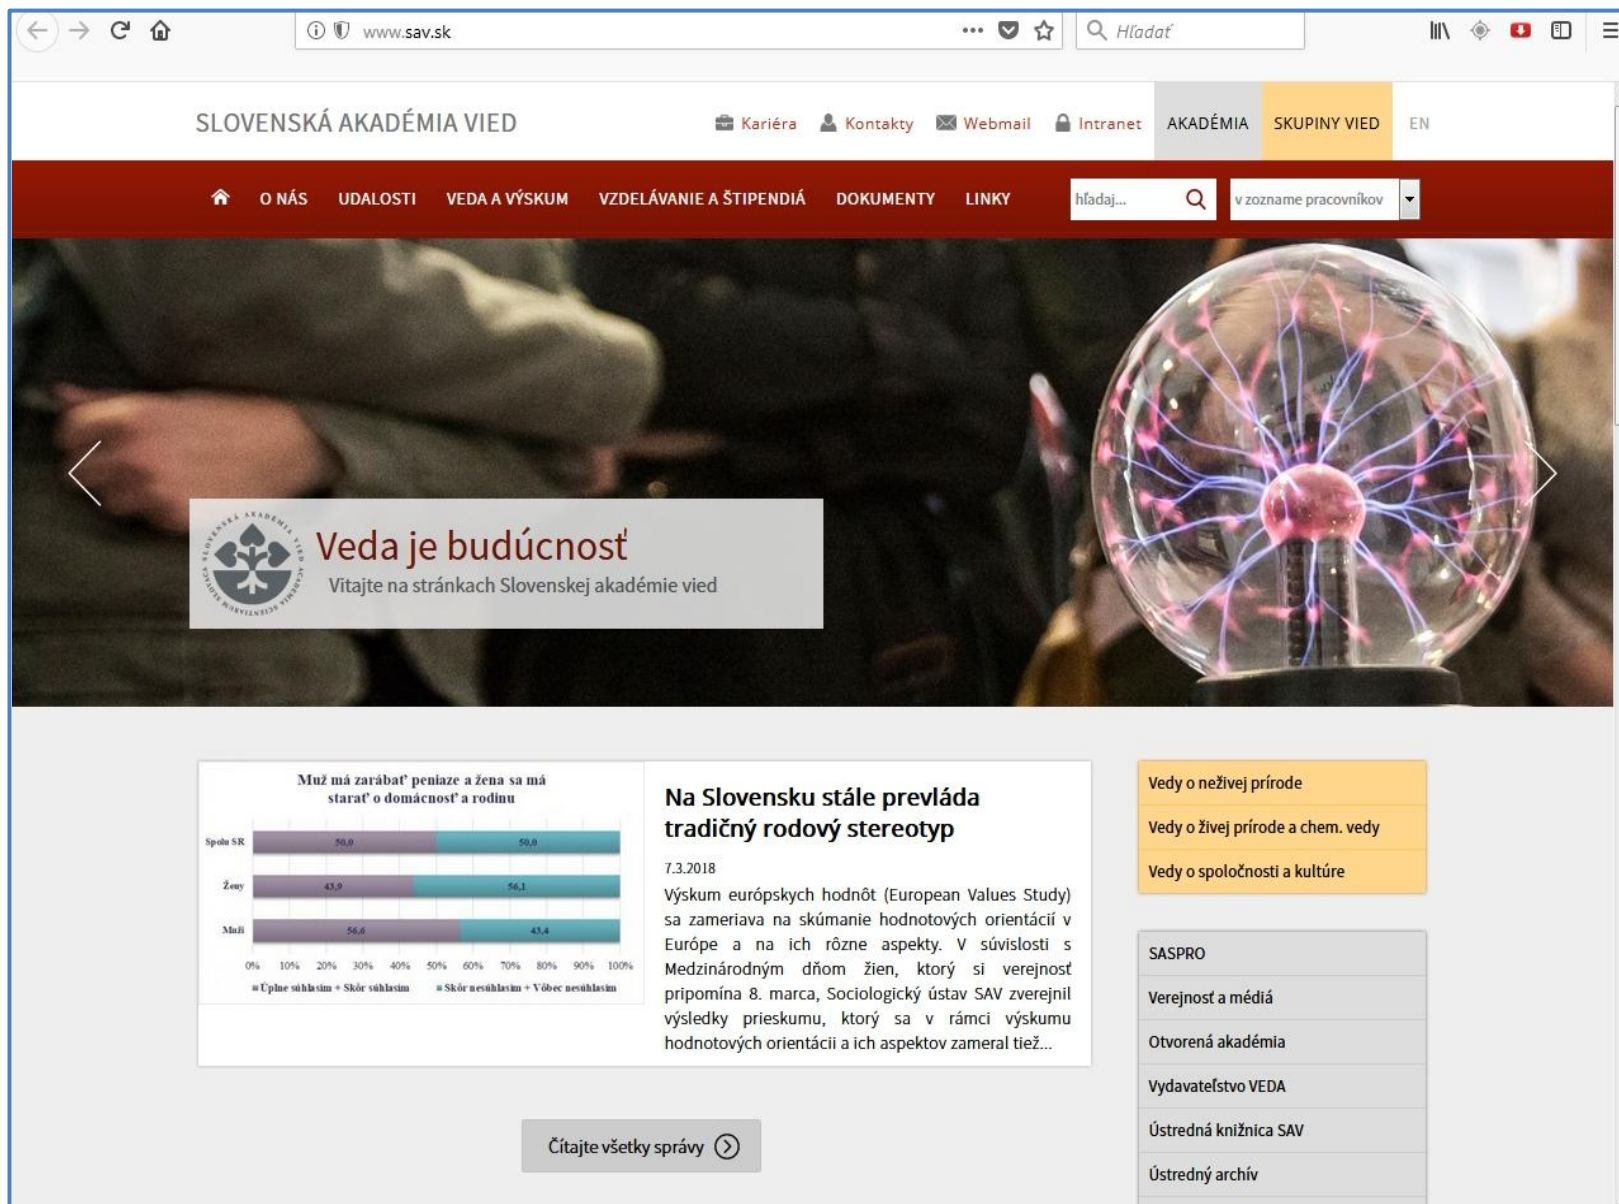 www.sav.sk
Hľadať
SLOVENSKÁ AKADÉMIA VIED
Kariéra
Kontakty
Webmail
Intranet
AKADÉMIA
SKUPINY VIED
EN
O NÁS
UDALOSTI
VEDA A VÝSKUM
VZDELÁVANIE A ŠTIPENDIÁ
DOKUMENTY
LINKY
hľadaj...
v zozname pracovníkov
SLOVENSKÁ AKADÉMIA VIED
ACADEMIA SCIENTIARUM SLOVACA
Veda je budúcnosť
Vitajte na stránkach Slovenskej akadémie vied
Muž má zarábať peniaze a žena sa má
starať o domácnosť a rodinu
Spolu SR
50,0
50,0
Ženy
43,9
56,1
Muži
56,6
43,4
0% 10% 20% 30% 40% 50% 60% 70% 80% 90% 100%
Úplne súhlasím + Skôr súhlasím
Skôr nesúhlasím + Vôbec nesúhlasím
Na Slovensku stále prevláda
tradičný rodový stereotyp
7.3.2018
Výskum európskych hodnôt (European Values Study)
sa zameriava na skúmanie hodnotových orientácií v
Európe a na ich rôzne aspekty. V súvislosti s
Medzinárodným dňom žien, ktorý si verejnosť
pripomína 8. marca, Sociologický ústav SAV zverejnil
výsledky prieskumu, ktorý sa v rámci výskumu
hodnotových orientácii a ich aspektov zameral tiež...
Čítajte všetky správy
Vedy o neživej prírode
Vedy o živej prírode a chem. vedy
Vedy o spoločnosti a kultúre
SASPRO
Verejnosť a médiá
Otvorená akadémia
Vydavateľstvo VEDA
Ústredná knižnica SAV
Ústredný archív